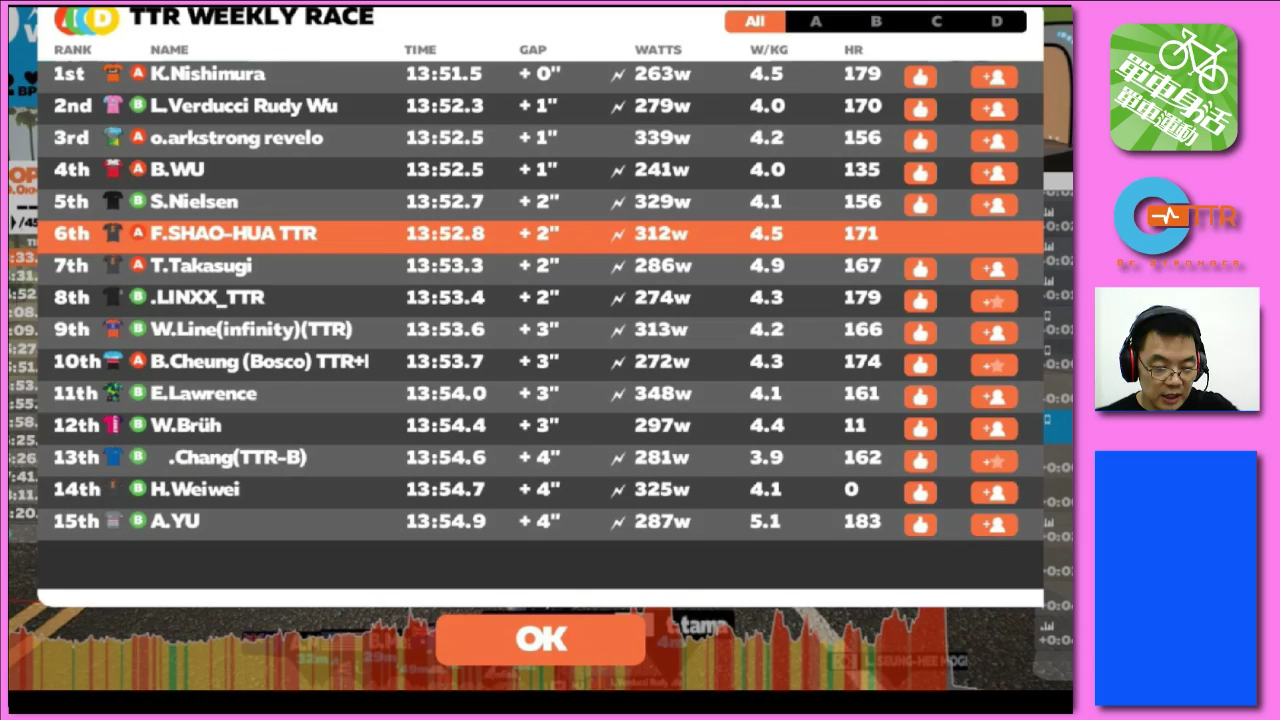 D TTR WEEKLY RACE
All A B C D
RANK NAME TIME GAP WATTS W/KG HR
1st A K.Nishimura 13:51.5 + 0" 263w 4.5 179
2nd B L.Verducci Rudy Wu 13:52.3 + 1" 279w 4.0 170
3rd A o.arkstrong revelo 13:52.5 + 1" 339w 4.2 156
4th A B.WU 13:52.5 + 1" 241w 4.0 135
5th B S.Nielsen 13:52.7 + 2" 329w 4.1 156
6th A F.SHAO-HUA TTR 13:52.8 + 2" 312w 4.5 171
7th A T.Takasugi 13:53.3 + 2" 286w 4.9 167
8th B .LINXX_TTR 13:53.4 + 2" 274w 4.3 179
9th B W.Line(infinity)(TTR) 13:53.6 + 3" 313w 4.2 166
10th A B.Cheung (Bosco) TTR+ 13:53.7 + 3" 272w 4.3 174
11th B E.Lawrence 13:54.0 + 3" 348w 4.1 161
12th B W.Brüh 13:54.4 + 3" 297w 4.4 11
13th B .Chang(TTR-B) 13:54.6 + 4" 281w 3.9 162
14th B H.Weiwei 13:54.7 + 4" 325w 4.1 0
15th B A.YU 13:54.9 + 4" 287w 5.1 183
OK
單車身活
單車運動
TTR